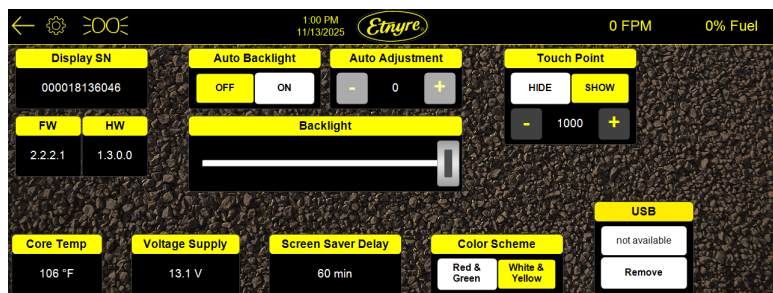 1:00 PM
11/13/2025
Etnyre
0 FPM
0% Fuel
Display SN
000018136046
Auto Backlight
OFF
ON
Auto Adjustment
-
0
+
Touch Point
HIDE
SHOW
-
1000
+
FW
HW
2.2.2.1
1.3.0.0
Backlight
USB
not available
Remove
Core Temp
106 °F
Voltage Supply
13.1 V
Screen Saver Delay
60 min
Color Scheme
Red &
Green
White &
Yellow